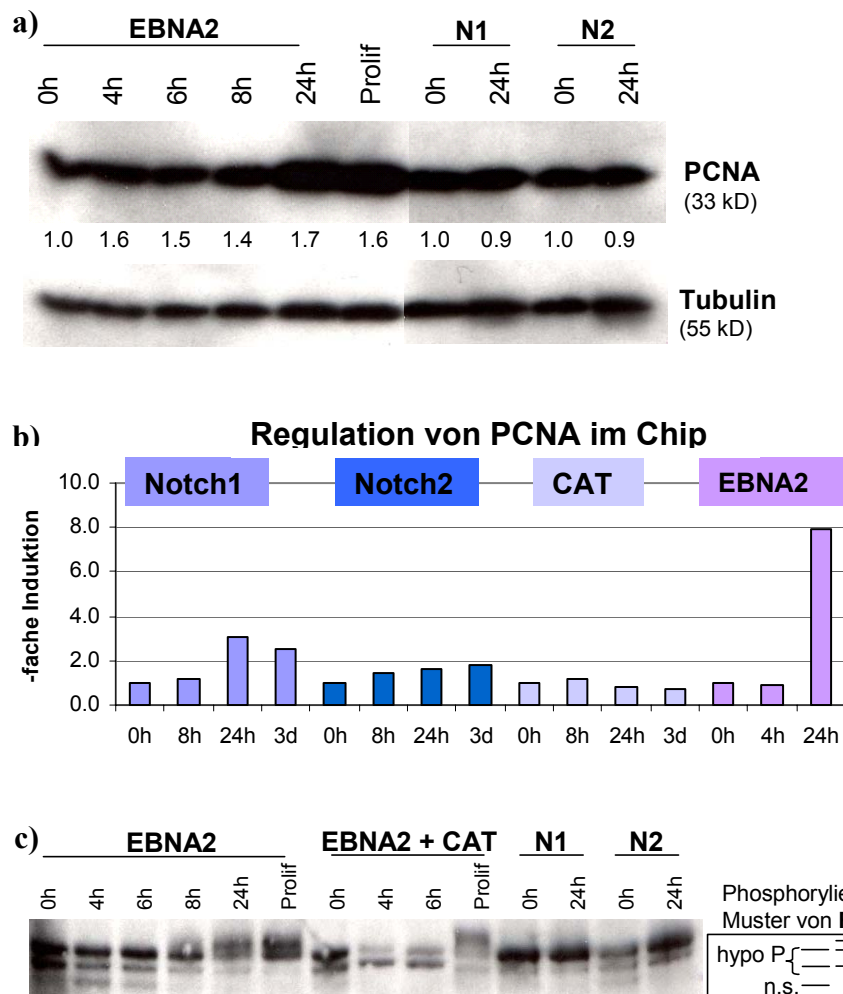 a)
EBNA2 N1 N2
0h 4h 6h 8h 24h Prolif 0h 24h 0h 24h
PCNA
(33 kD)
1.0 1.6 1.5 1.4 1.7 1.6 1.0 0.9 1.0 0.9
Tubulin
(55 kD)
b)
Regulation von PCNA im Chip
Notch1 Notch2 CAT EBNA2
-fache Induktion
10.0
8.0
6.0
4.0
2.0
0.0
0h 8h 24h 3d 0h 8h 24h 3d 0h 8h 24h 3d 0h 4h 24h
c)
EBNA2 EBNA2 + CAT N1 N2
0h 4h 6h 8h 24h Prolif 0h 4h 6h Prolif 0h 24h 0h 24h
Phosphorylie
Muster von
hypo P
n.s.